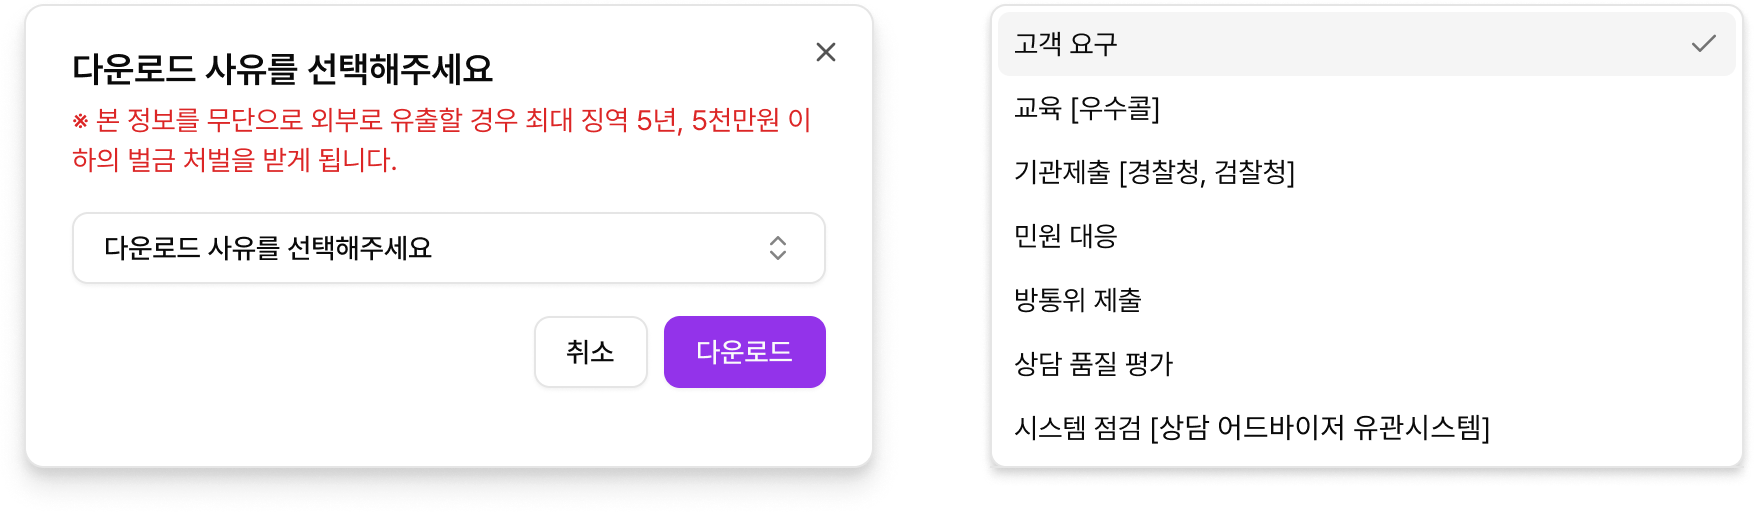 다운로드 사유를 선택해주세요
※ 본 정보를 무단으로 외부로 유출할 경우 최대 징역 5년, 5천만원 이
하의 벌금 처벌을 받게 됩니다.
다운로드 사유를 선택해주세요
취소
다운로드
고객 요구
교육 [우수콜]
기관제출 [경찰청, 검찰청]
민원 대응
방통위 제출
상담 품질 평가
시스템 점검 [상담 어드바이저 유관시스템]